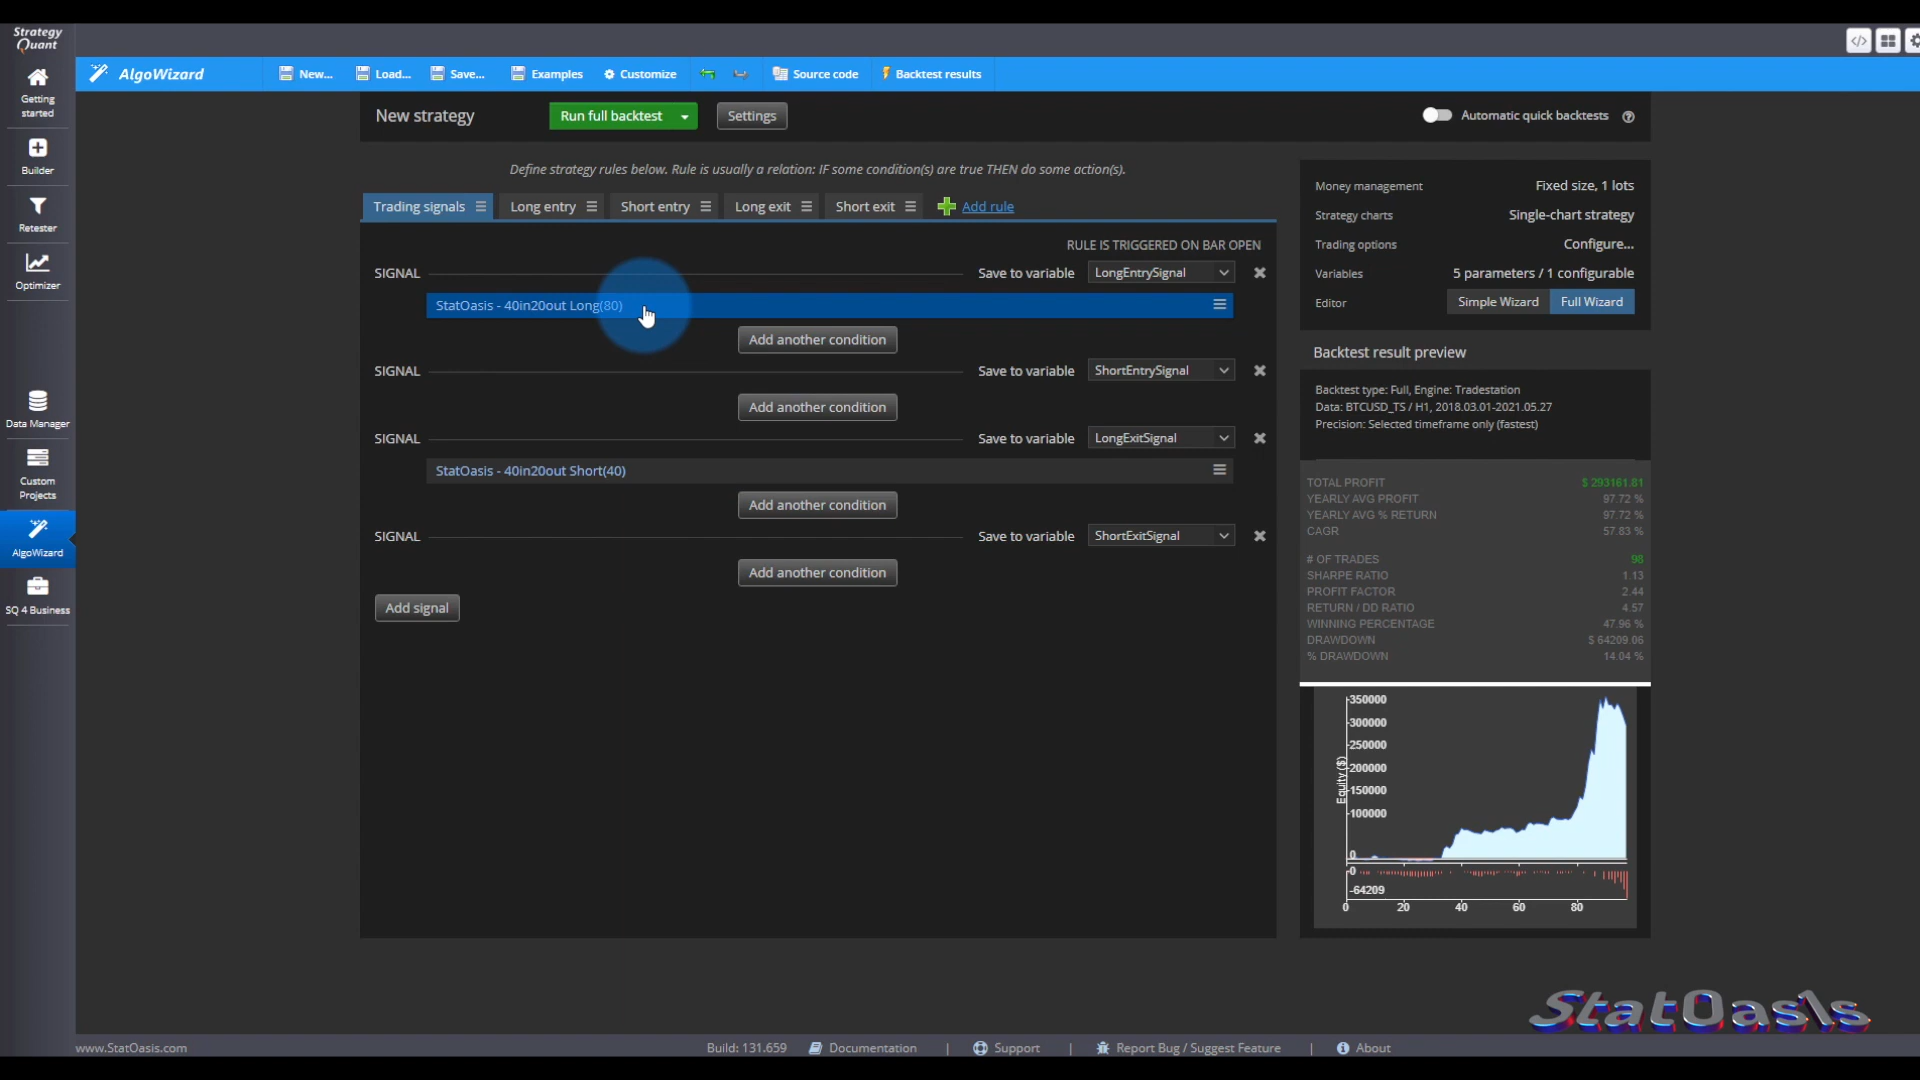 Strategy
Quant
AlgoWizard
New...
Load...
Save...
Examples
Customize
Source code
Backtest results
Getting
started
Builder
Retester
Optimizer
Data Manager
Custom
Projects
AlgoWizard
SQ 4 Business
New strategy
Run full backtest
Settings
Automatic quick backtests
Define strategy rules below. Rule is usually a relation: IF some condition(s) are true THEN do some action(s).
Trading signals
Long entry
Short entry
Long exit
Short exit
Add rule
RULE IS TRIGGERED ON BAR OPEN
SIGNAL Save to variable LongEntrySignal
StatOasis - 40in20out Long(80)
Add another condition
SIGNAL Save to variable ShortEntrySignal
Add another condition
SIGNAL Save to variable LongExitSignal
StatOasis - 40in20out Short(40)
Add another condition
SIGNAL Save to variable ShortExitSignal
Add another condition
Add signal
Money management Fixed size, 1 lots
Strategy charts Single-chart strategy
Trading options Configure...
Variables 5 parameters / 1 configurable
Editor Simple Wizard Full Wizard
Backtest result preview
Backtest type: Full, Engine: Tradestation
Data: BTCUSD_TS / H1, 2018.03.01-2021.05.27
Precision: Selected timeframe only (fastest)
TOTAL PROFIT $ 293161.81
YEARLY AVG PROFIT 97.72 %
YEARLY AVG % RETURN 97.72 %
CAGR 57.83 %
# OF TRADES 98
SHARPE RATIO 1.13
PROFIT FACTOR 2.44
RETURN / DD RATIO 4.57
WINNING PERCENTAGE 47.96 %
DRAWDOWN $ 64209.06
% DRAWDOWN 14.04 %
Equity ($)
350000
300000
250000
200000
150000
100000
0
0
-64209
0 20 40 60 80
StatOasis
www.StatOasis.com
Build: 131.659
Documentation
|
Support
|
Report Bug / Suggest Feature
|
About